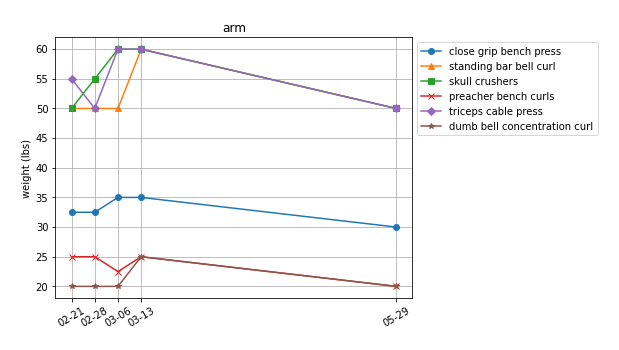 arm
close grip bench press
standing bar bell curl
skull crushers
preacher bench curls
triceps cable press
dumb bell concentration curl
weight (lbs)
60
55
50
45
40
35
30
25
20
02-21
02-28
03-06
03-13
05-29